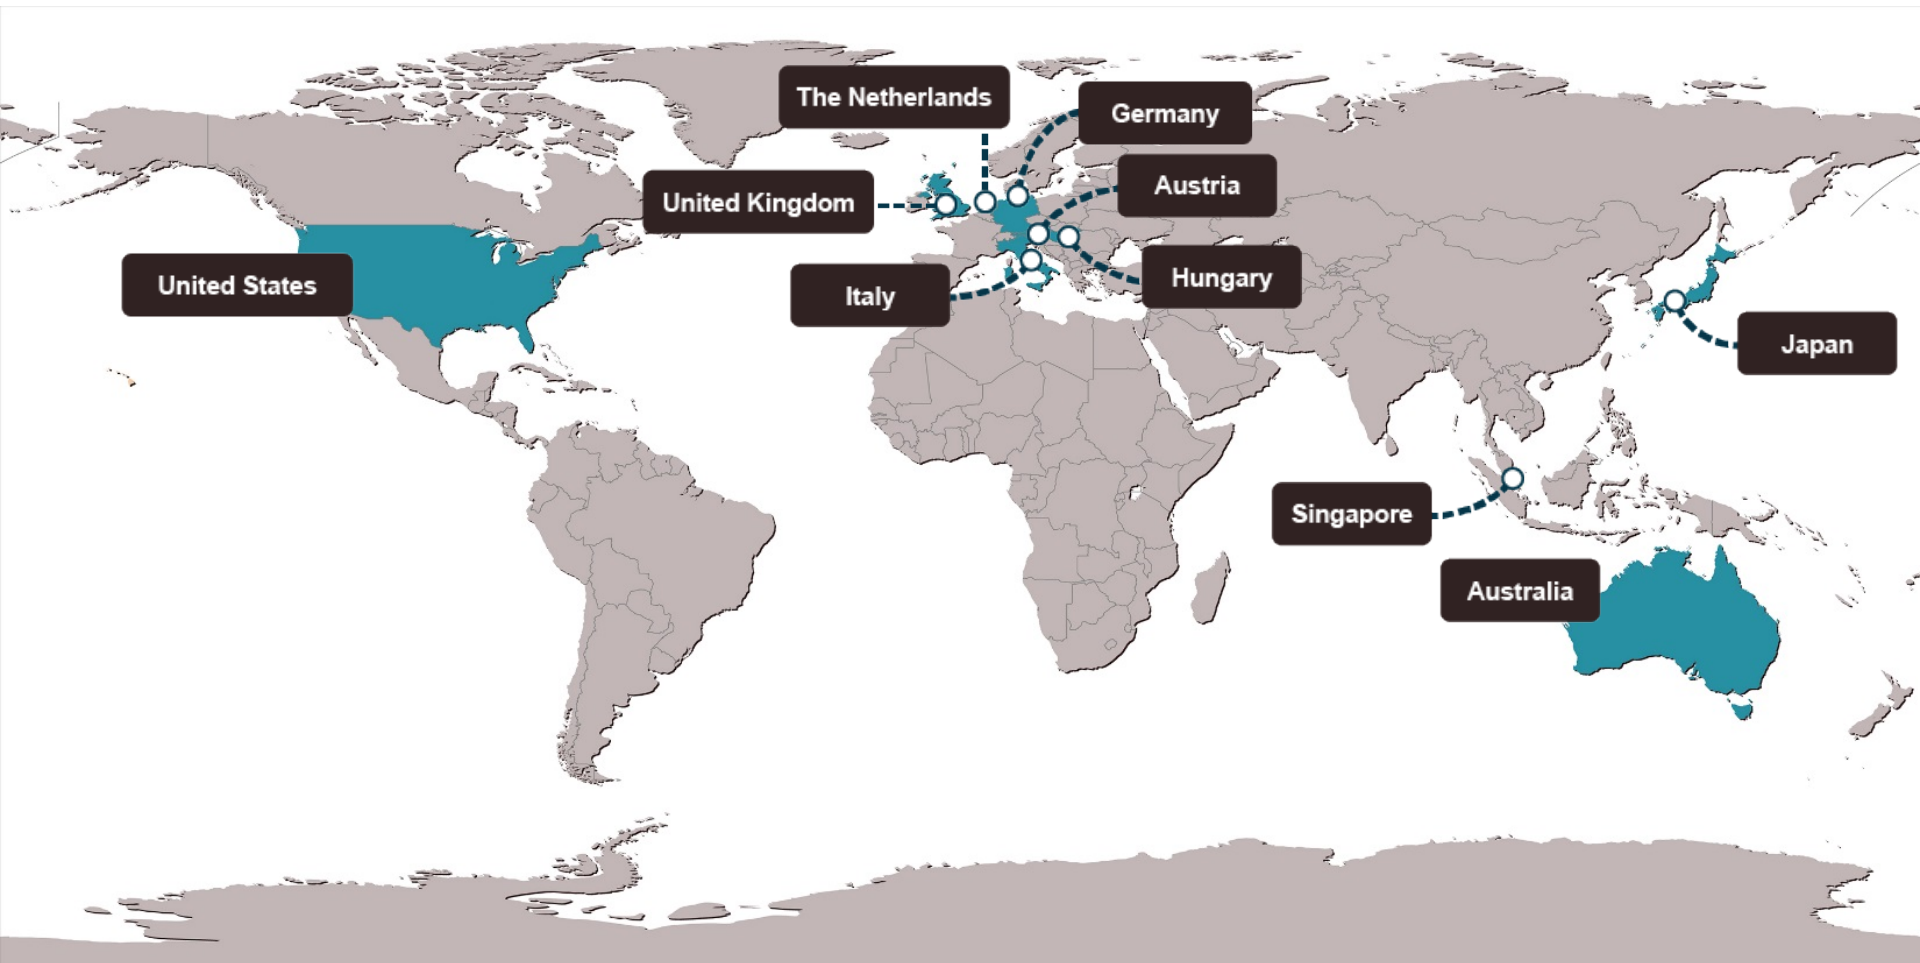 The Netherlands
Germany
Austria
United Kingdom
Hungary
United States
Italy
Japan
Singapore
Australia